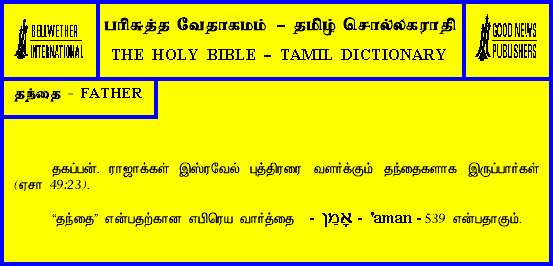 BELLWETHER
INTERNATIONAL
பரிசுத்த வேதாகமம் – தமிழ் சொல்லகராதி
THE HOLY BIBLE – TAMIL DICTIONARY
GOOD NEWS
PUBLISHERS
தந்தை - FATHER
தகப்பன். ராஜாக்கள் இஸ்ரவேல் புத்திரரை வளர்க்கும் தந்தைகளாக இருப்பார்கள்
(ஏசா 49:23).
“தந்தை” என்பதற்கான எபிரெய வார்த்தை - אָמַן - 'aman - 539 என்பதாகும்.